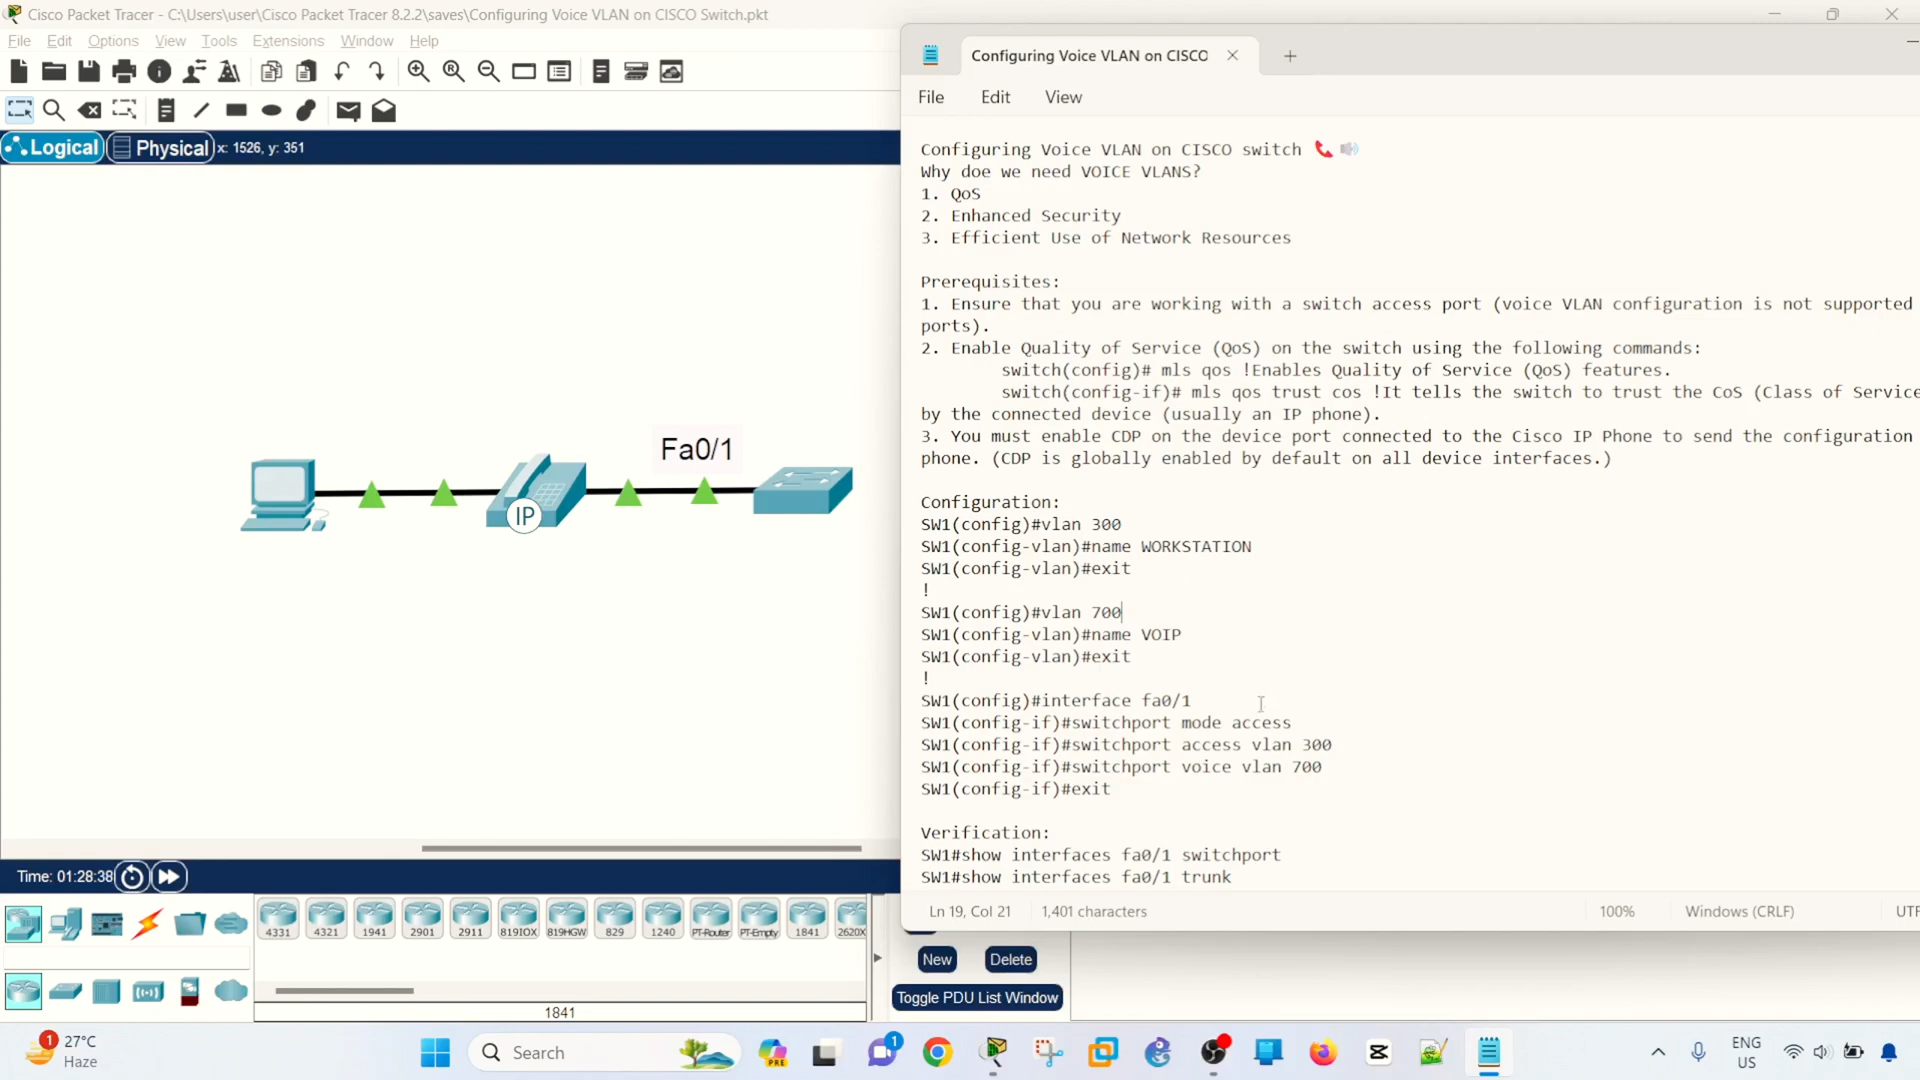 Cisco Packet Tracer - C:\Users\user\Cisco Packet Tracer 8.2.2\saves\Configuring Voice VLAN on CISCO Switch.pkt
File Edit Options View Tools Extensions Window Help
Logical Physical x: 1526, y: 351
Fa0/1
IP
Time: 01:28:38
4331 4321 1941 2901 2911 819IOX 819HGW 829 1240 PT-Router PT-Empty 1841 2620X
1841
New Delete
Toggle PDU List Window
Configuring Voice VLAN on CISCO
File Edit View
Configuring Voice VLAN on CISCO switch
Why doe we need VOICE VLANS?
1. QoS
2. Enhanced Security
3. Efficient Use of Network Resources
Prerequisites:
1. Ensure that you are working with a switch access port (voice VLAN configuration is not supported
ports).
2. Enable Quality of Service (QoS) on the switch using the following commands:
switch(config)# mls qos !Enables Quality of Service (QoS) features.
switch(config-if)# mls qos trust cos !It tells the switch to trust the CoS (Class of Service
by the connected device (usually an IP phone).
3. You must enable CDP on the device port connected to the Cisco IP Phone to send the configuration
phone. (CDP is globally enabled by default on all device interfaces.)
Configuration:
SW1(config)#vlan 300
SW1(config-vlan)#name WORKSTATION
SW1(config-vlan)#exit
!
SW1(config)#vlan 700
SW1(config-vlan)#name VOIP
SW1(config-vlan)#exit
!
SW1(config)#interface fa0/1
SW1(config-if)#switchport mode access
SW1(config-if)#switchport access vlan 300
SW1(config-if)#switchport voice vlan 700
SW1(config-if)#exit
Verification:
SW1#show interfaces fa0/1 switchport
SW1#show interfaces fa0/1 trunk
Ln 19, Col 21 1,401 characters 100% Windows (CRLF) UTF
1 27°C
Haze
Search
PRE
1
ENG
US